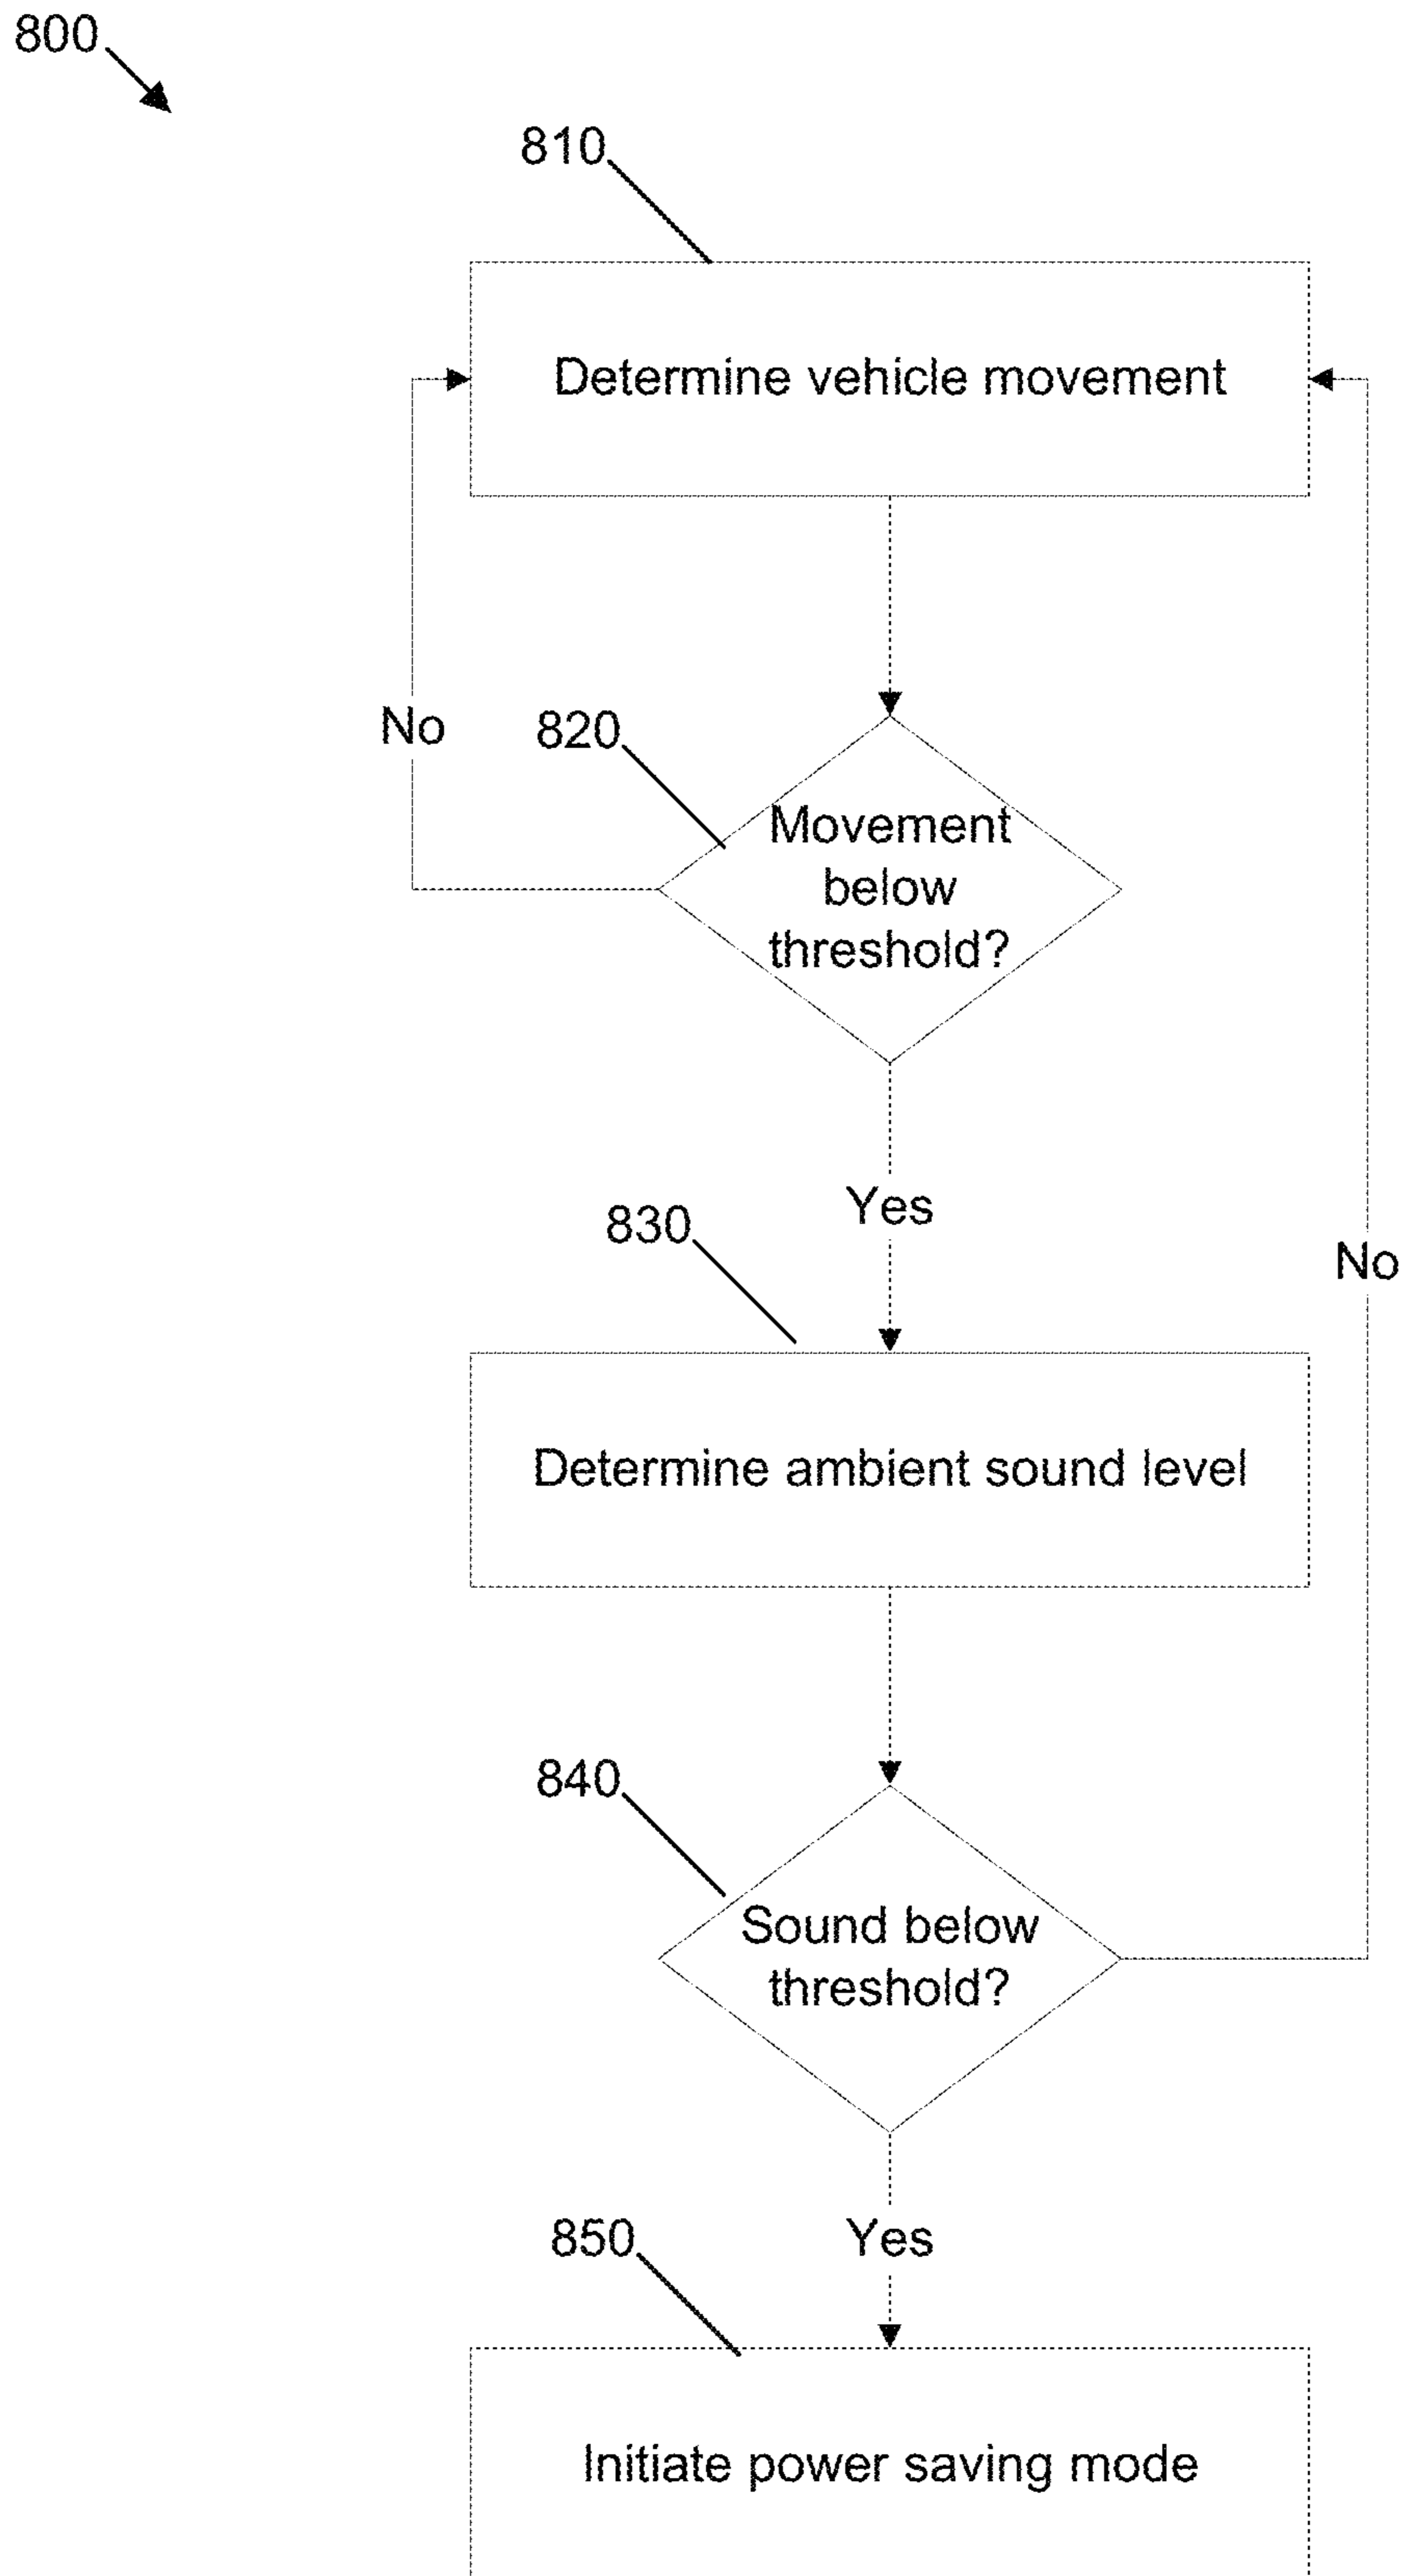 800
810
Determine vehicle movement
No
820
Movement
below
threshold?
Yes
830
No
Determine ambient sound level
840
Sound below
threshold?
850
Yes
Initiate power saving mode